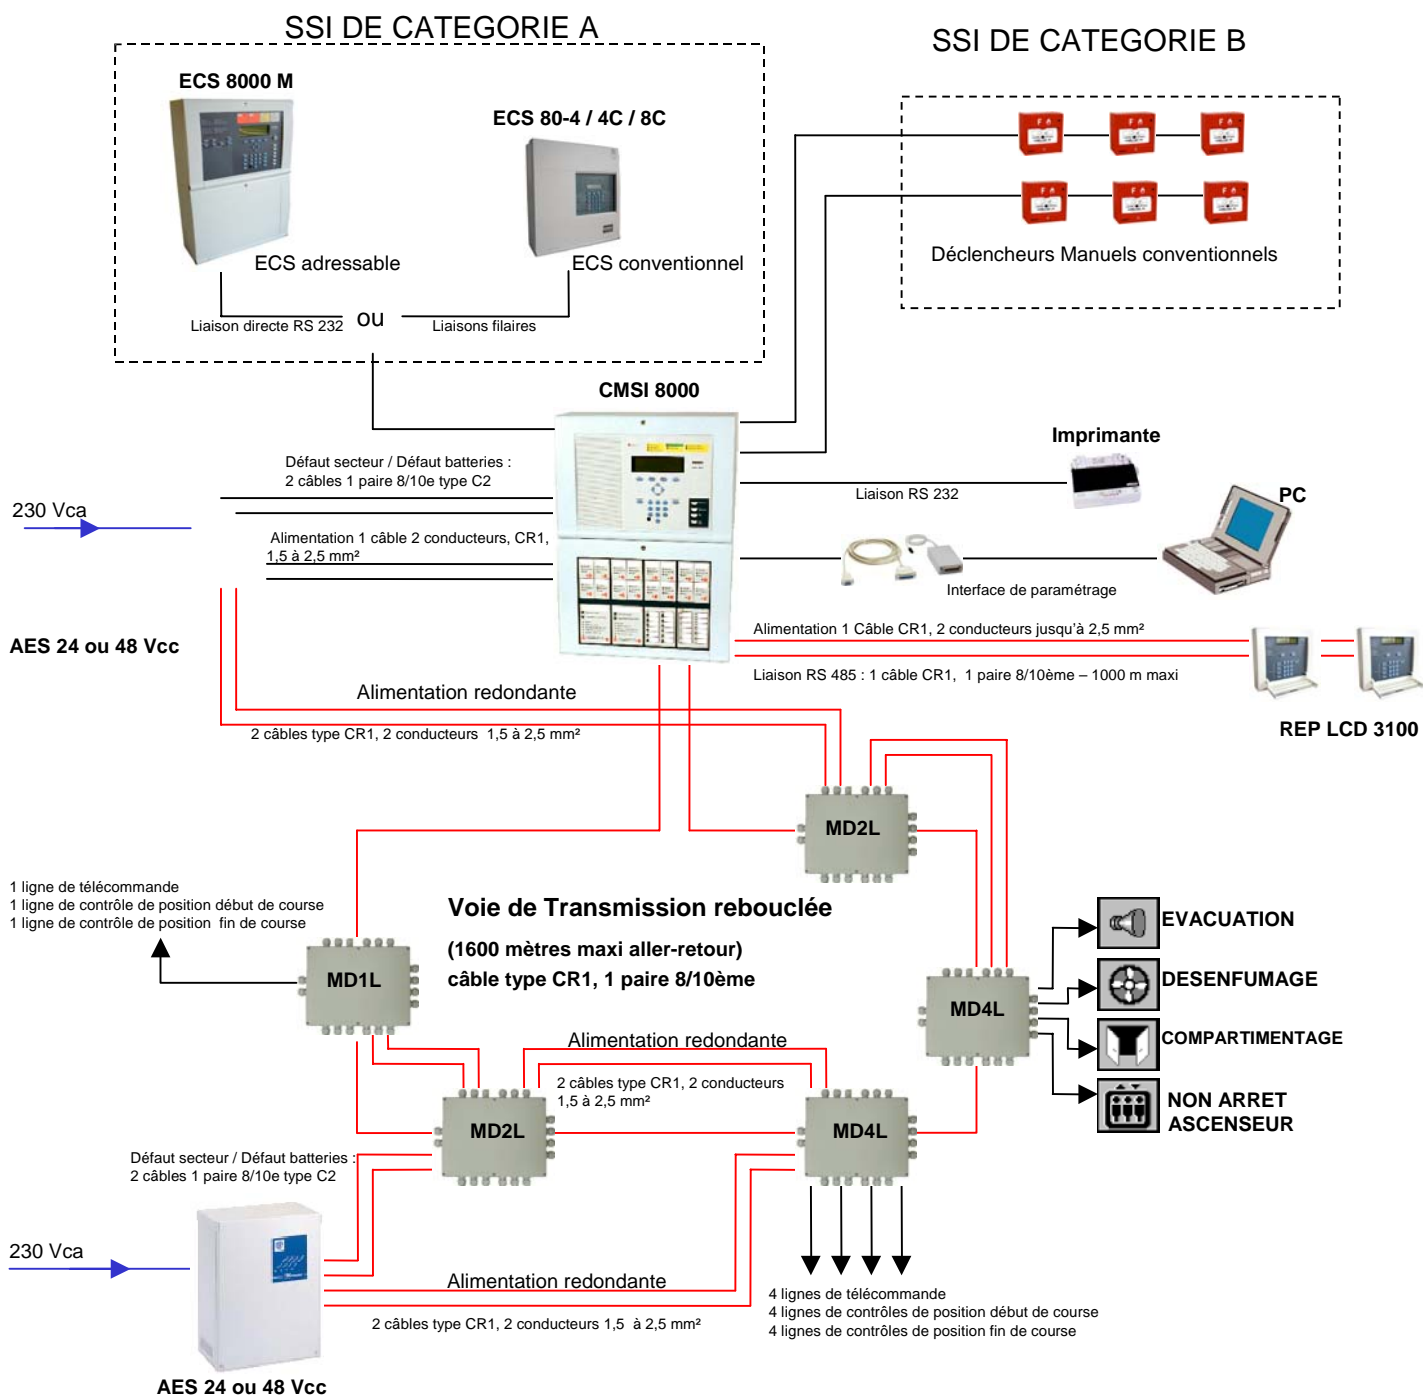 SSI DE CATEGORIE A
SSI DE CATEGORIE B
ECS 8000 M
ECS 80-4 / 4C / 8C
ECS adressable
ECS conventionnel
Liaison directe RS 232
ou
Liaisons filaires
Déclencheurs Manuels conventionnels
CMSI 8000
Défaut secteur / Défaut batteries :
2 câbles 1 paire 8/10e type C2
230 Vca
Alimentation 1 câble 2 conducteurs, CR1,
1,5 à 2,5 mm²
AES 24 ou 48 Vcc
Imprimante
Liaison RS 232
PC
Interface de paramétrage
Alimentation 1 Câble CR1, 2 conducteurs jusqu'à 2,5 mm²
Liaison RS 485 : 1 câble CR1, 1 paire 8/10ème – 1000 m maxi
REP LCD 3100
Alimentation redondante
2 câbles type CR1, 2 conducteurs 1,5 à 2,5 mm²
MD2L
1 ligne de télécommande
1 ligne de contrôle de position début de course
1 ligne de contrôle de position fin de course
Voie de Transmission rebouclée
(1600 mètres maxi aller-retour)
câble type CR1, 1 paire 8/10ème
MD1L
MD4L
EVACUATION
DESENFUMAGE
COMPARTIMENTAGE
NON ARRET
ASCENSEUR
Alimentation redondante
2 câbles type CR1, 2 conducteurs
1,5 à 2,5 mm²
MD2L
MD4L
Défaut secteur / Défaut batteries :
2 câbles 1 paire 8/10e type C2
230 Vca
Alimentation redondante
2 câbles type CR1, 2 conducteurs 1,5 à 2,5 mm²
4 lignes de télécommande
4 lignes de contrôles de position début de course
4 lignes de contrôles de position fin de course
AES 24 ou 48 Vcc